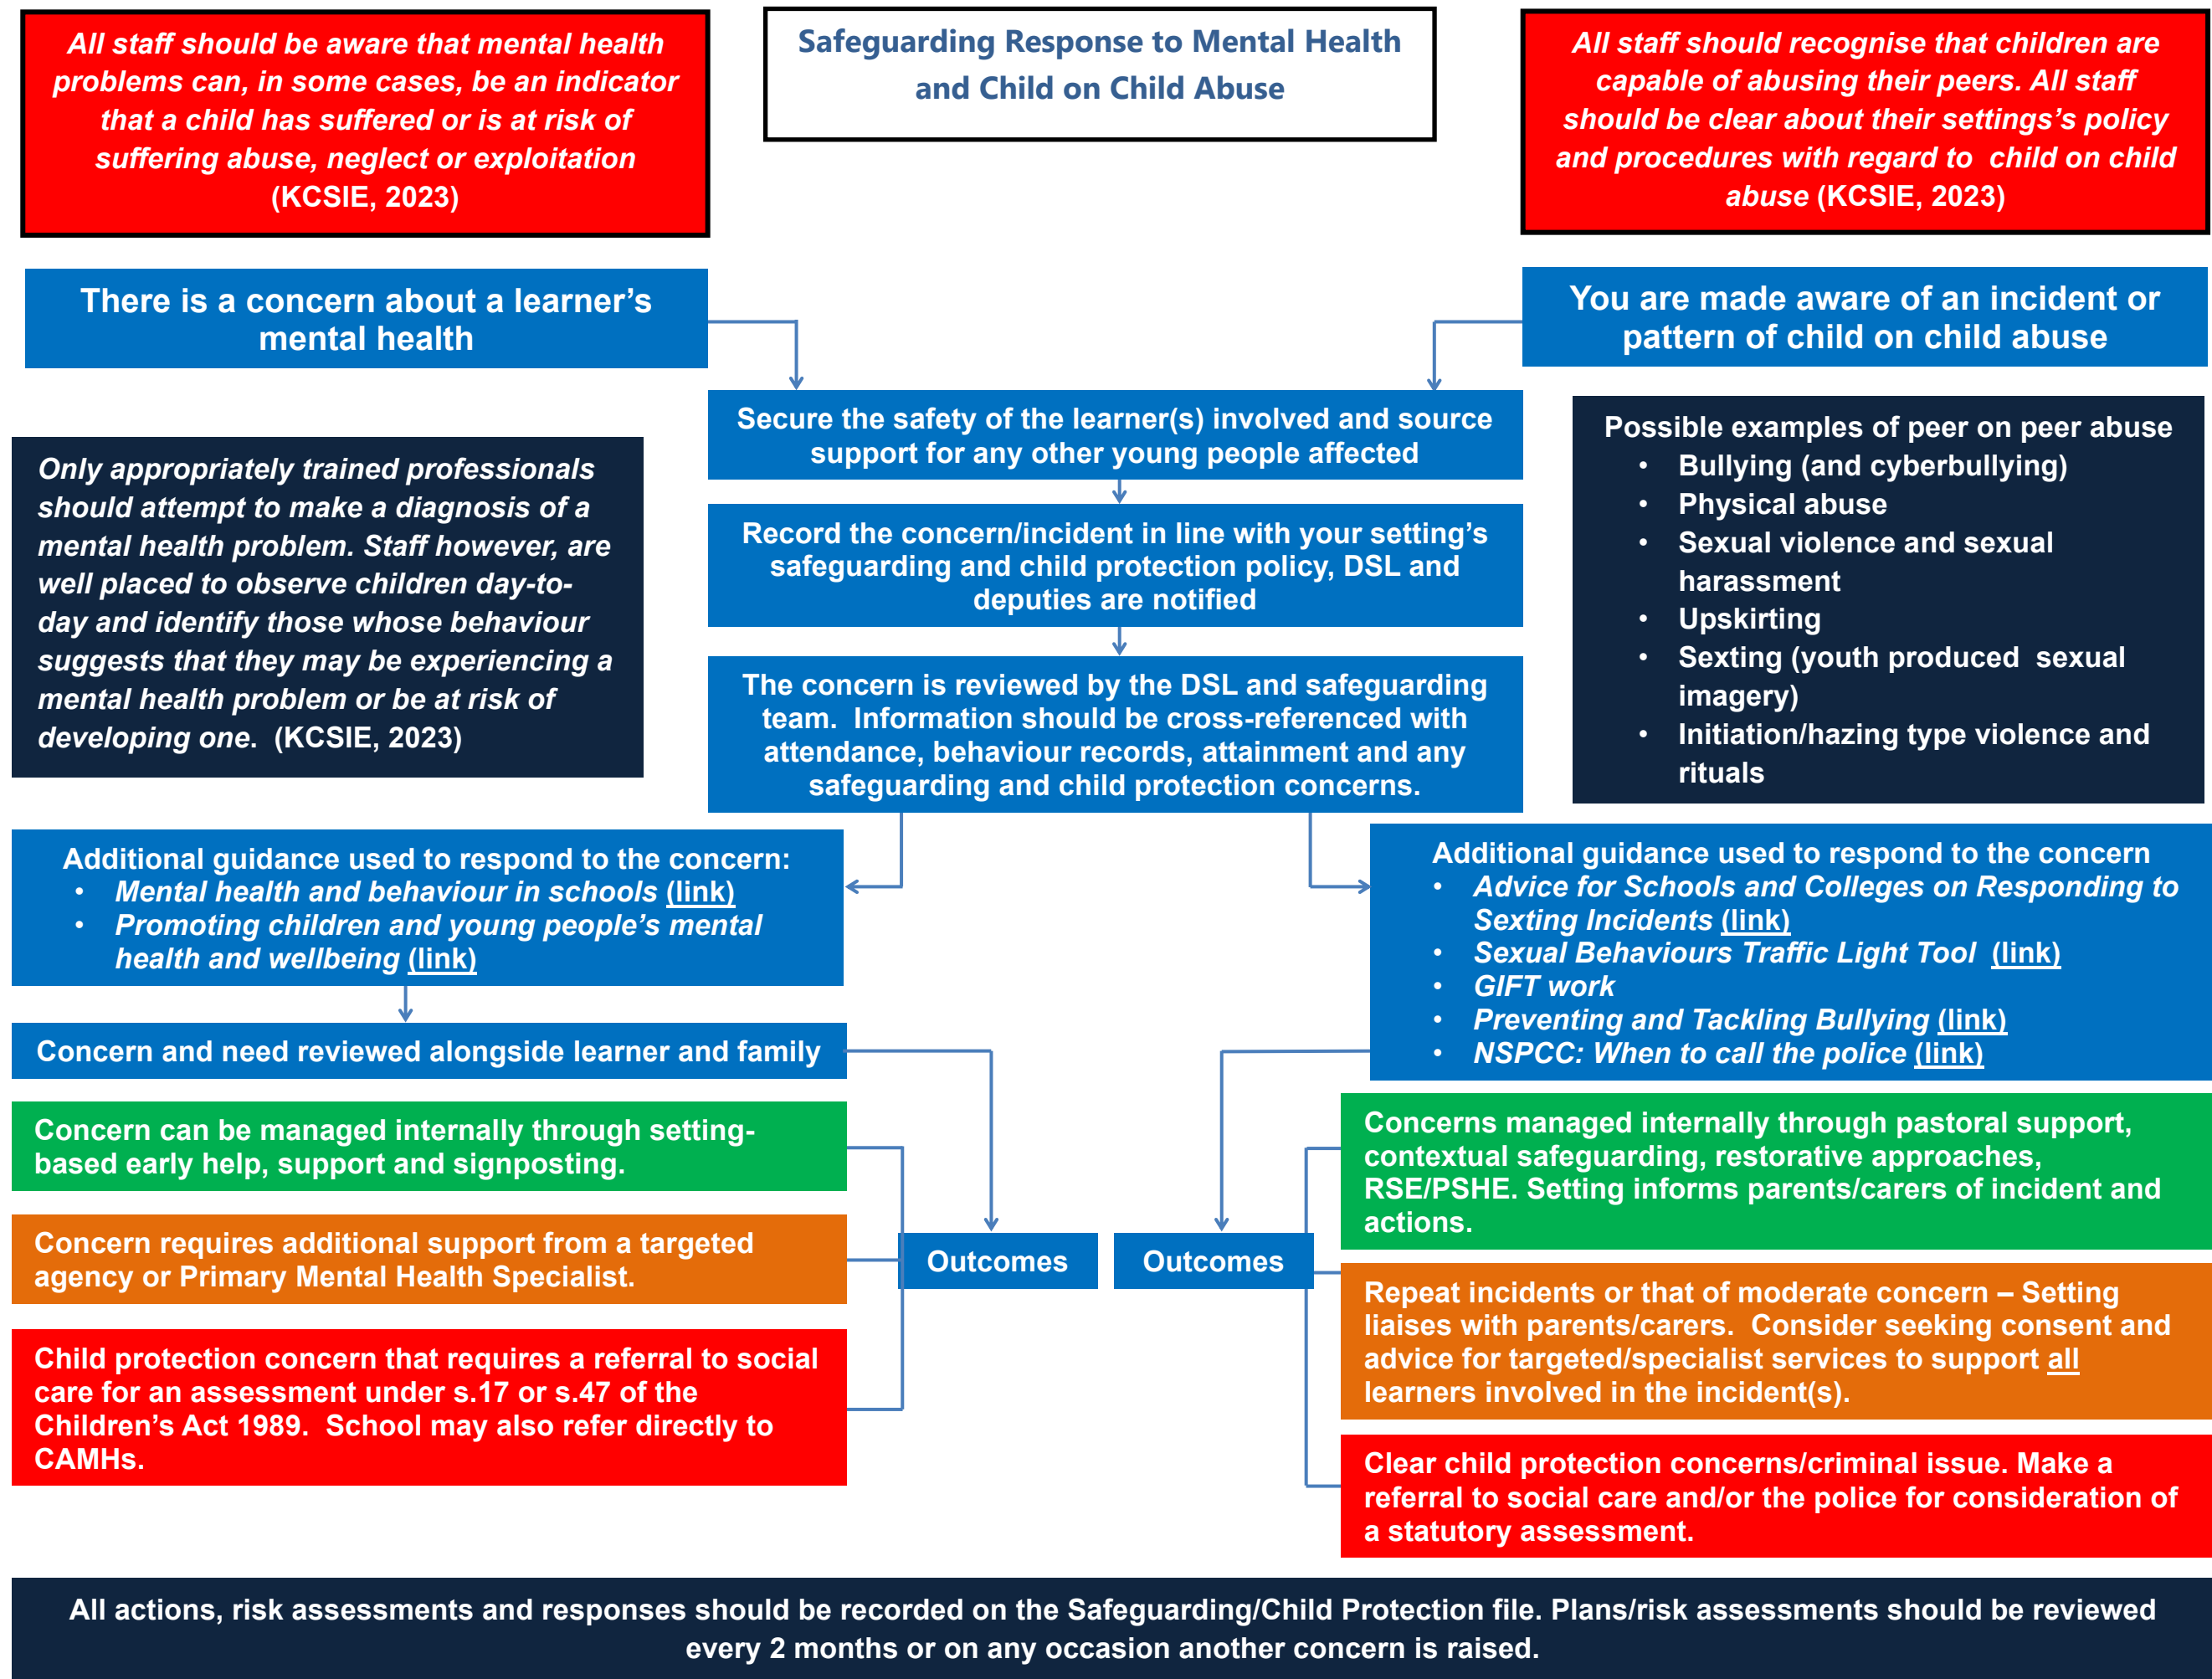 All staff should be aware that mental health
problems can, in some cases, be an indicator
that a child has suffered or is at risk of
suffering abuse, neglect or exploitation
(KCSIE, 2023)
Safeguarding Response to Mental Health
and Child on Child Abuse
All staff should recognise that children are
capable of abusing their peers. All staff
should be clear about their settings's policy
and procedures with regard to  child on child
abuse (KCSIE, 2023)
There is a concern about a learner’s
mental health
You are made aware of an incident or
pattern of child on child abuse
Secure the safety of the learner(s) involved and source
support for any other young people affected
Record the concern/incident in line with your setting’s
safeguarding and child protection policy, DSL and
deputies are notified
The concern is reviewed by the DSL and safeguarding
team.  Information should be cross-referenced with
attendance, behaviour records, attainment and any
safeguarding and child protection concerns.
Only appropriately trained professionals
should attempt to make a diagnosis of a
mental health problem. Staff however, are
well placed to observe children day-to-
day and identify those whose behaviour
suggests that they may be experiencing a
mental health problem or be at risk of
developing one.  (KCSIE, 2023)
Possible examples of peer on peer abuse
• Bullying (and cyberbullying)
• Physical abuse
• Sexual violence and sexual
harassment
• Upskirting
• Sexting (youth produced  sexual
imagery)
• Initiation/hazing type violence and
rituals
Additional guidance used to respond to the concern:
• Mental health and behaviour in schools (link)
• Promoting children and young people’s mental
health and wellbeing (link)
Additional guidance used to respond to the concern
• Advice for Schools and Colleges on Responding to
Sexting Incidents (link)
• Sexual Behaviours Traffic Light Tool  (link)
• GIFT work
• Preventing and Tackling Bullying (link)
• NSPCC: When to call the police (link)
Concern and need reviewed alongside learner and family
Concern can be managed internally through setting-
based early help, support and signposting.
Concern requires additional support from a targeted
agency or Primary Mental Health Specialist.
Child protection concern that requires a referral to social
care for an assessment under s.17 or s.47 of the
Children’s Act 1989.  School may also refer directly to
CAMHs.
Outcomes
Outcomes
Concerns managed internally through pastoral support,
contextual safeguarding, restorative approaches,
RSE/PSHE. Setting informs parents/carers of incident and
actions.
Repeat incidents or that of moderate concern – Setting
liaises with parents/carers.  Consider seeking consent and
advice for targeted/specialist services to support all
learners involved in the incident(s).
Clear child protection concerns/criminal issue. Make a
referral to social care and/or the police for consideration of
a statutory assessment.
All actions, risk assessments and responses should be recorded on the Safeguarding/Child Protection file. Plans/risk assessments should be reviewed
every 2 months or on any occasion another concern is raised.